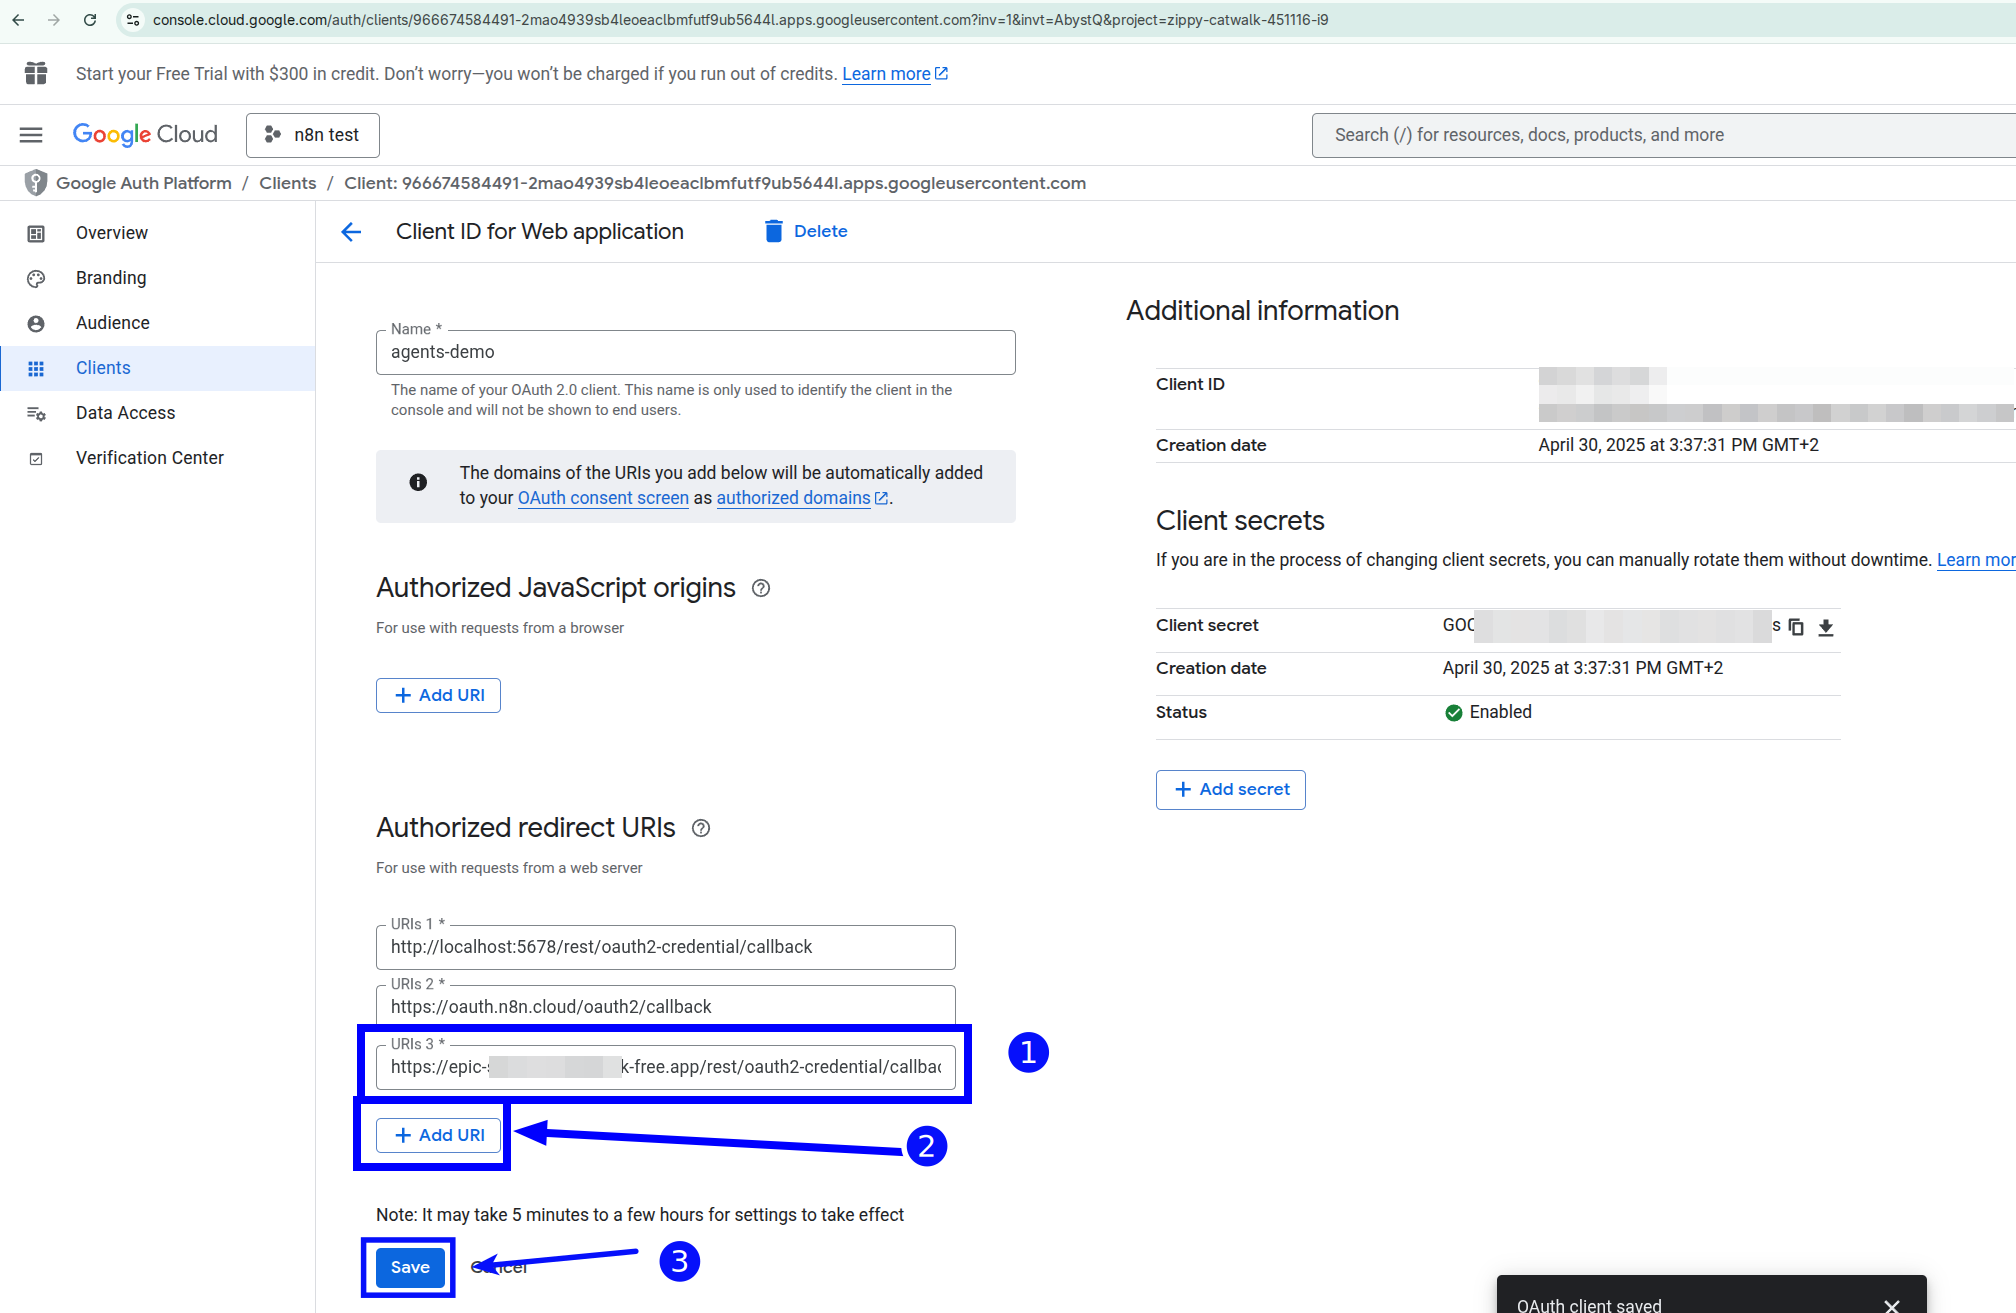 console.cloud.google.com/auth/clients/966674584491-2mao4939sb4leoeaclbmfutf9ub5644l.apps.googleusercontent.com?inv=1&invt=AbystQ&project=zippy-catwalk-451116-i9
Start your Free Trial with $300 in credit. Don’t worry—you won’t be charged if you run out of credits. Learn more
Google Cloud
n8n test
Search (/) for resources, docs, products, and more
Google Auth Platform / Clients / Client: 966674584491-2mao4939sb4leoeaclbmfutf9ub5644l.apps.googleusercontent.com
Overview
Branding
Audience
Clients
Data Access
Verification Center
Client ID for Web application
Delete
Name *
agents-demo
The name of your OAuth 2.0 client. This name is only used to identify the client in the
console and will not be shown to end users.
The domains of the URIs you add below will be automatically added
to your OAuth consent screen as authorized domains.
Authorized JavaScript origins
For use with requests from a browser
+ Add URI
Authorized redirect URIs
For use with requests from a web server
URIs 1 *
http://localhost:5678/rest/oauth2-credential/callback
URIs 2 *
https://oauth.n8n.cloud/oauth2/callback
URIs 3 *
https://epic- k-free.app/rest/oauth2-credential/callbac
1
+ Add URI
2
Note: It may take 5 minutes to a few hours for settings to take effect
Save
Cancel
3
Additional information
Client ID
Creation date
April 30, 2025 at 3:37:31 PM GMT+2
Client secrets
If you are in the process of changing client secrets, you can manually rotate them without downtime. Learn mor
Client secret
GOC s
Creation date
April 30, 2025 at 3:37:31 PM GMT+2
Status
Enabled
+ Add secret
OAuth client saved